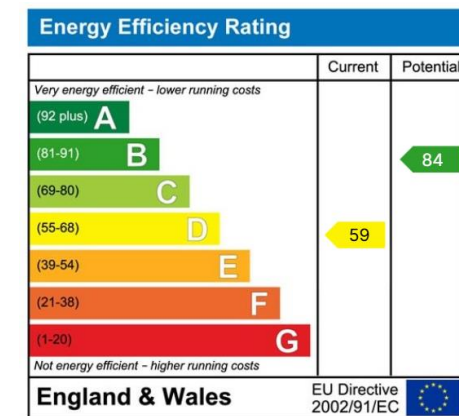 Energy Efficiency Rating
Current Potential
Very energy efficient – lower running costs
(92 plus) A
(81-91) B
84
(69-80) C
(55-68) D
59
(39-54) E
(21-38) F
(1-20) G
Not energy efficient – higher running costs
England & Wales
EU Directive
2002/91/EC